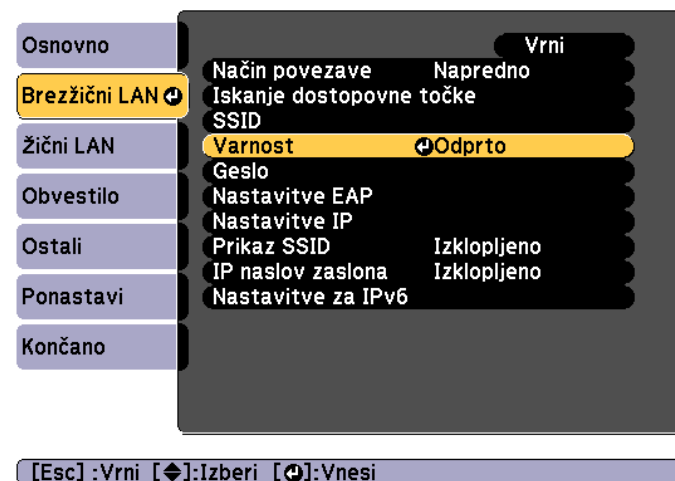 Osnovno
Brezžični LAN
Žični LAN
Obvestilo
Ostali
Ponastavi
Končano
Vrni
Način povezave Napredno
Iskanje dostopovne točke
SSID
Varnost Odprto
Geslo
Nastavitve EAP
Nastavitve IP
Prikaz SSID Izklopljeno
IP naslov zaslona Izklopljeno
Nastavitve za IPv6
[Esc] :Vrni [◆]:Izberi [⏎]:Vnesi